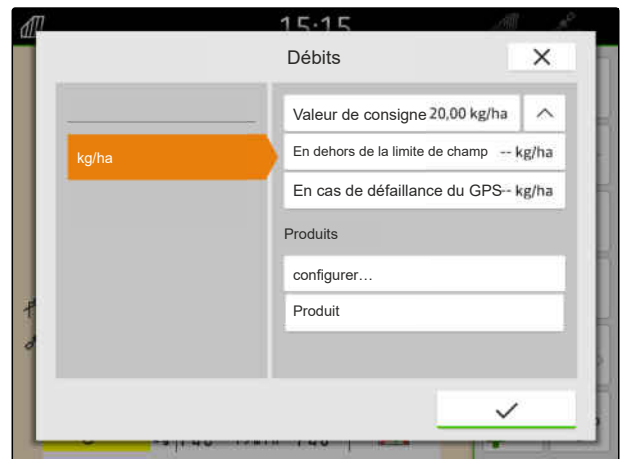 15:15
Débits
kg/ha
Valeur de consigne 20,00 kg/ha
En dehors de la limite de champ -- kg/ha
En cas de défaillance du GPS-- kg/ha
Produits
configurer…
Produit